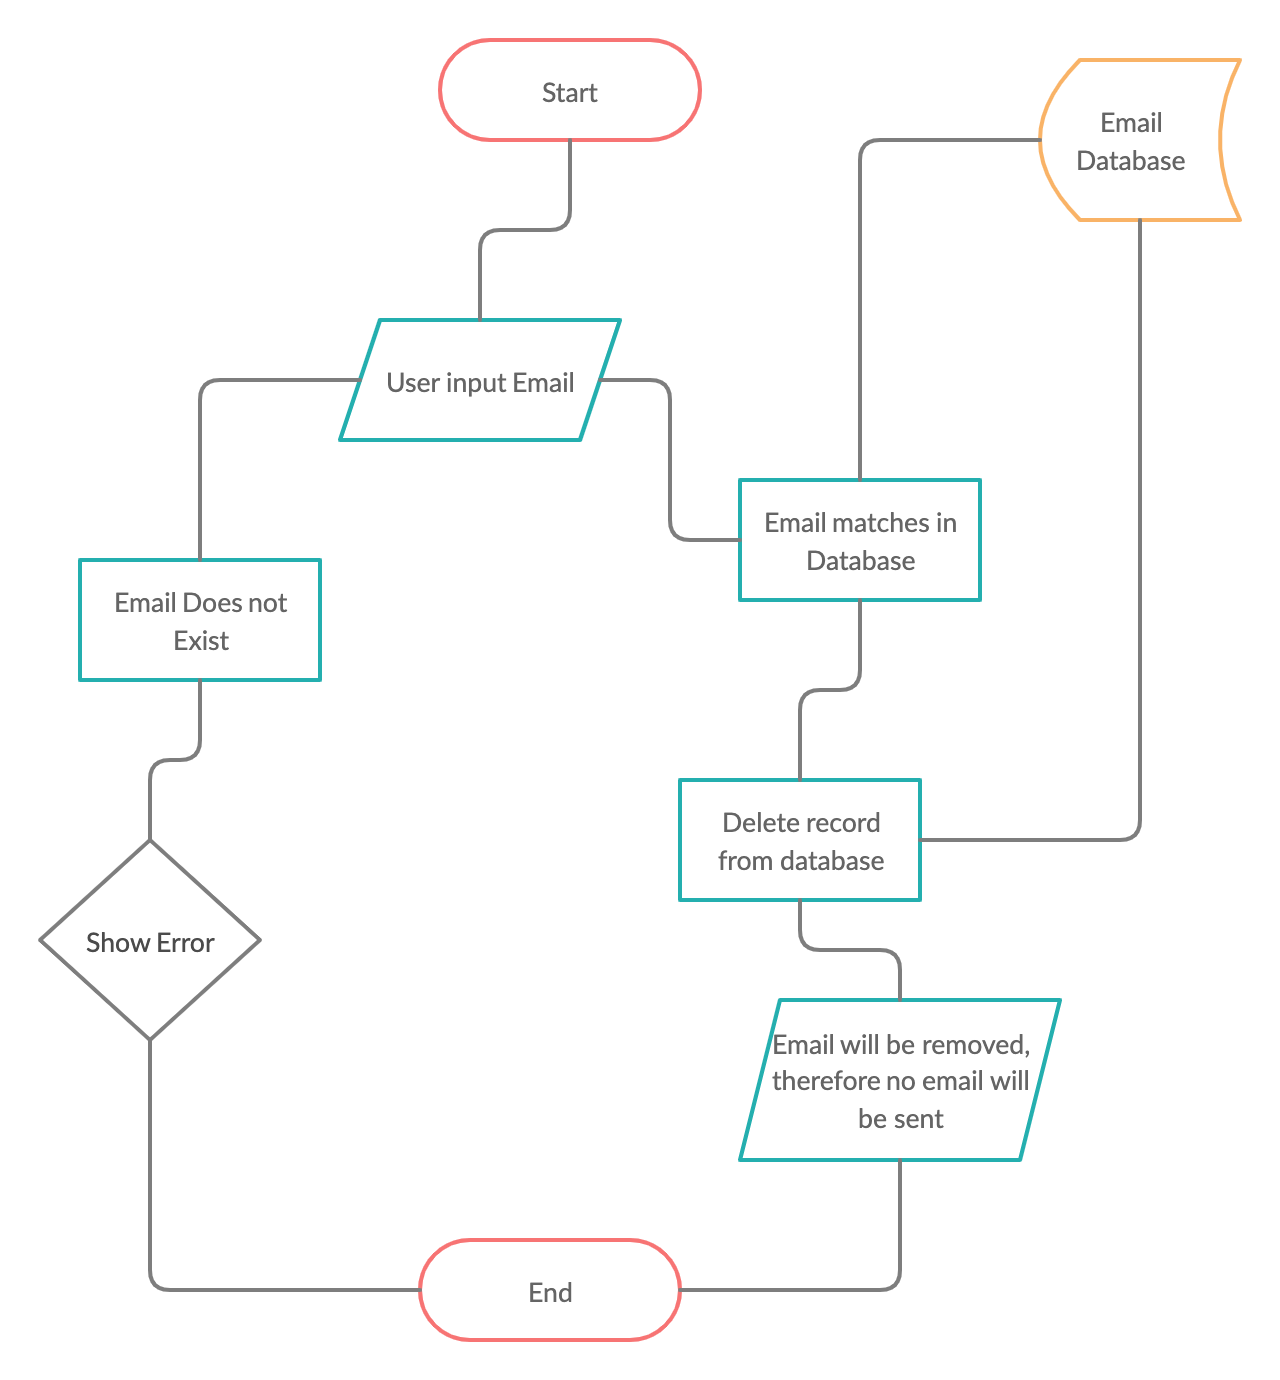 Start
Email
Database
User input Email
Email matches in
Database
Email Does not
Exist
Delete record
from database
Show Error
Email will be removed,
therefore no email will
be sent
End